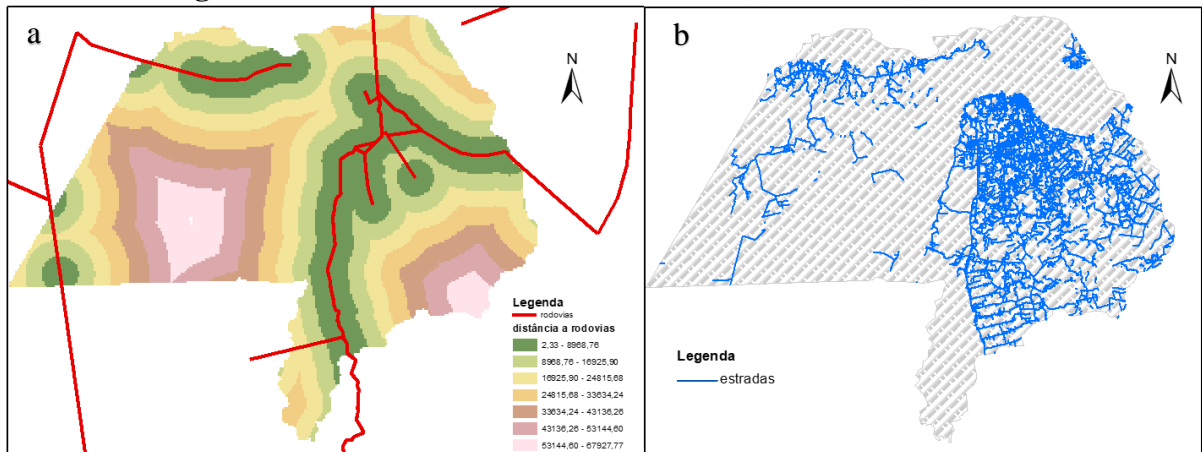 a
N
Legenda
rodovias
distância a rodovias
2,33 - 8968,76
8968,76 - 16925,90
16925,90 - 24815,68
24815,68 - 33634,24
33634,24 - 43136,26
43136,26 - 53144,60
53144,60 - 67927,77
b
N
Legenda
estradas